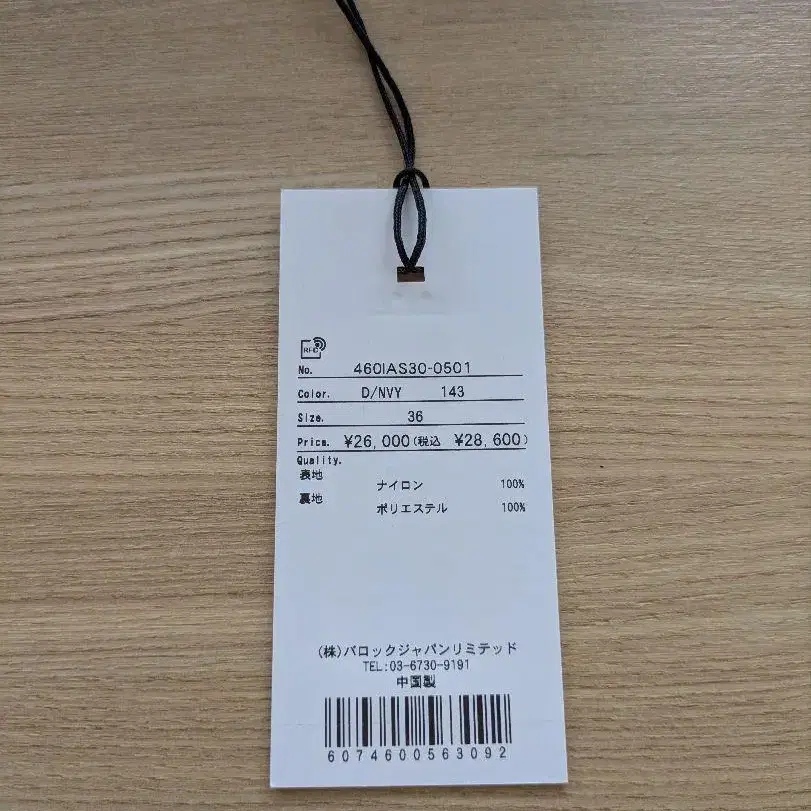 RFID
No. 460IAS30-0501
Color. D/NVY 143
Size. 36
Price. ¥26,000(税込 ¥28,600)
Quality.
表地
ナイロン 100%
裏地
ポリエステル 100%
(株)バロックジャパンリミテッド
TEL:03-6730-9191
中国製
6074600563092